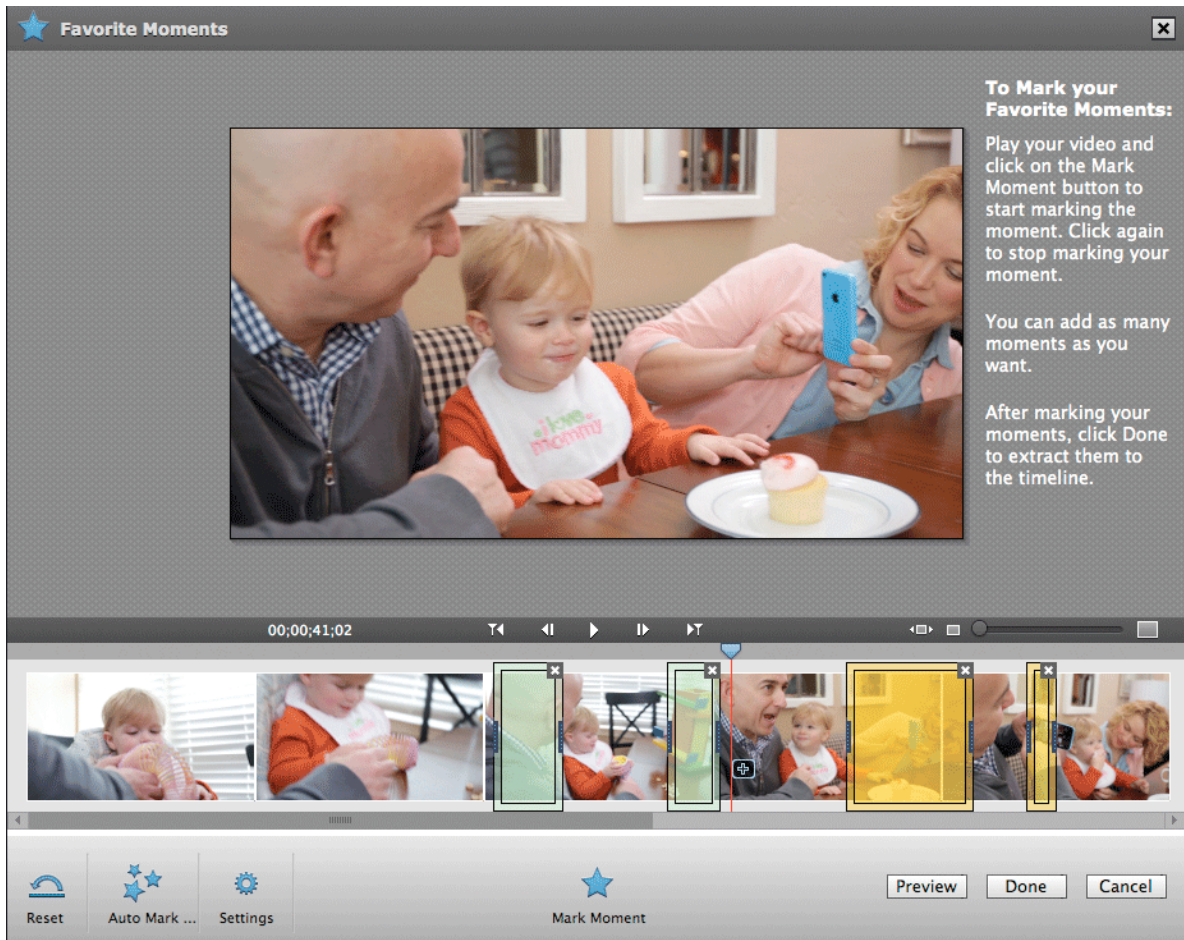 Favorite Moments
To Mark your
Favorite Moments:
Play your video and
click on the Mark
Moment button to
start marking the
moment. Click again
to stop marking your
moment.
You can add as many
moments as you
want.
After marking your
moments, click Done
to extract them to
the timeline.
i love
mommy
00;00;41;02
Reset
Auto Mark ...
Settings
Mark Moment
Preview
Done
Cancel